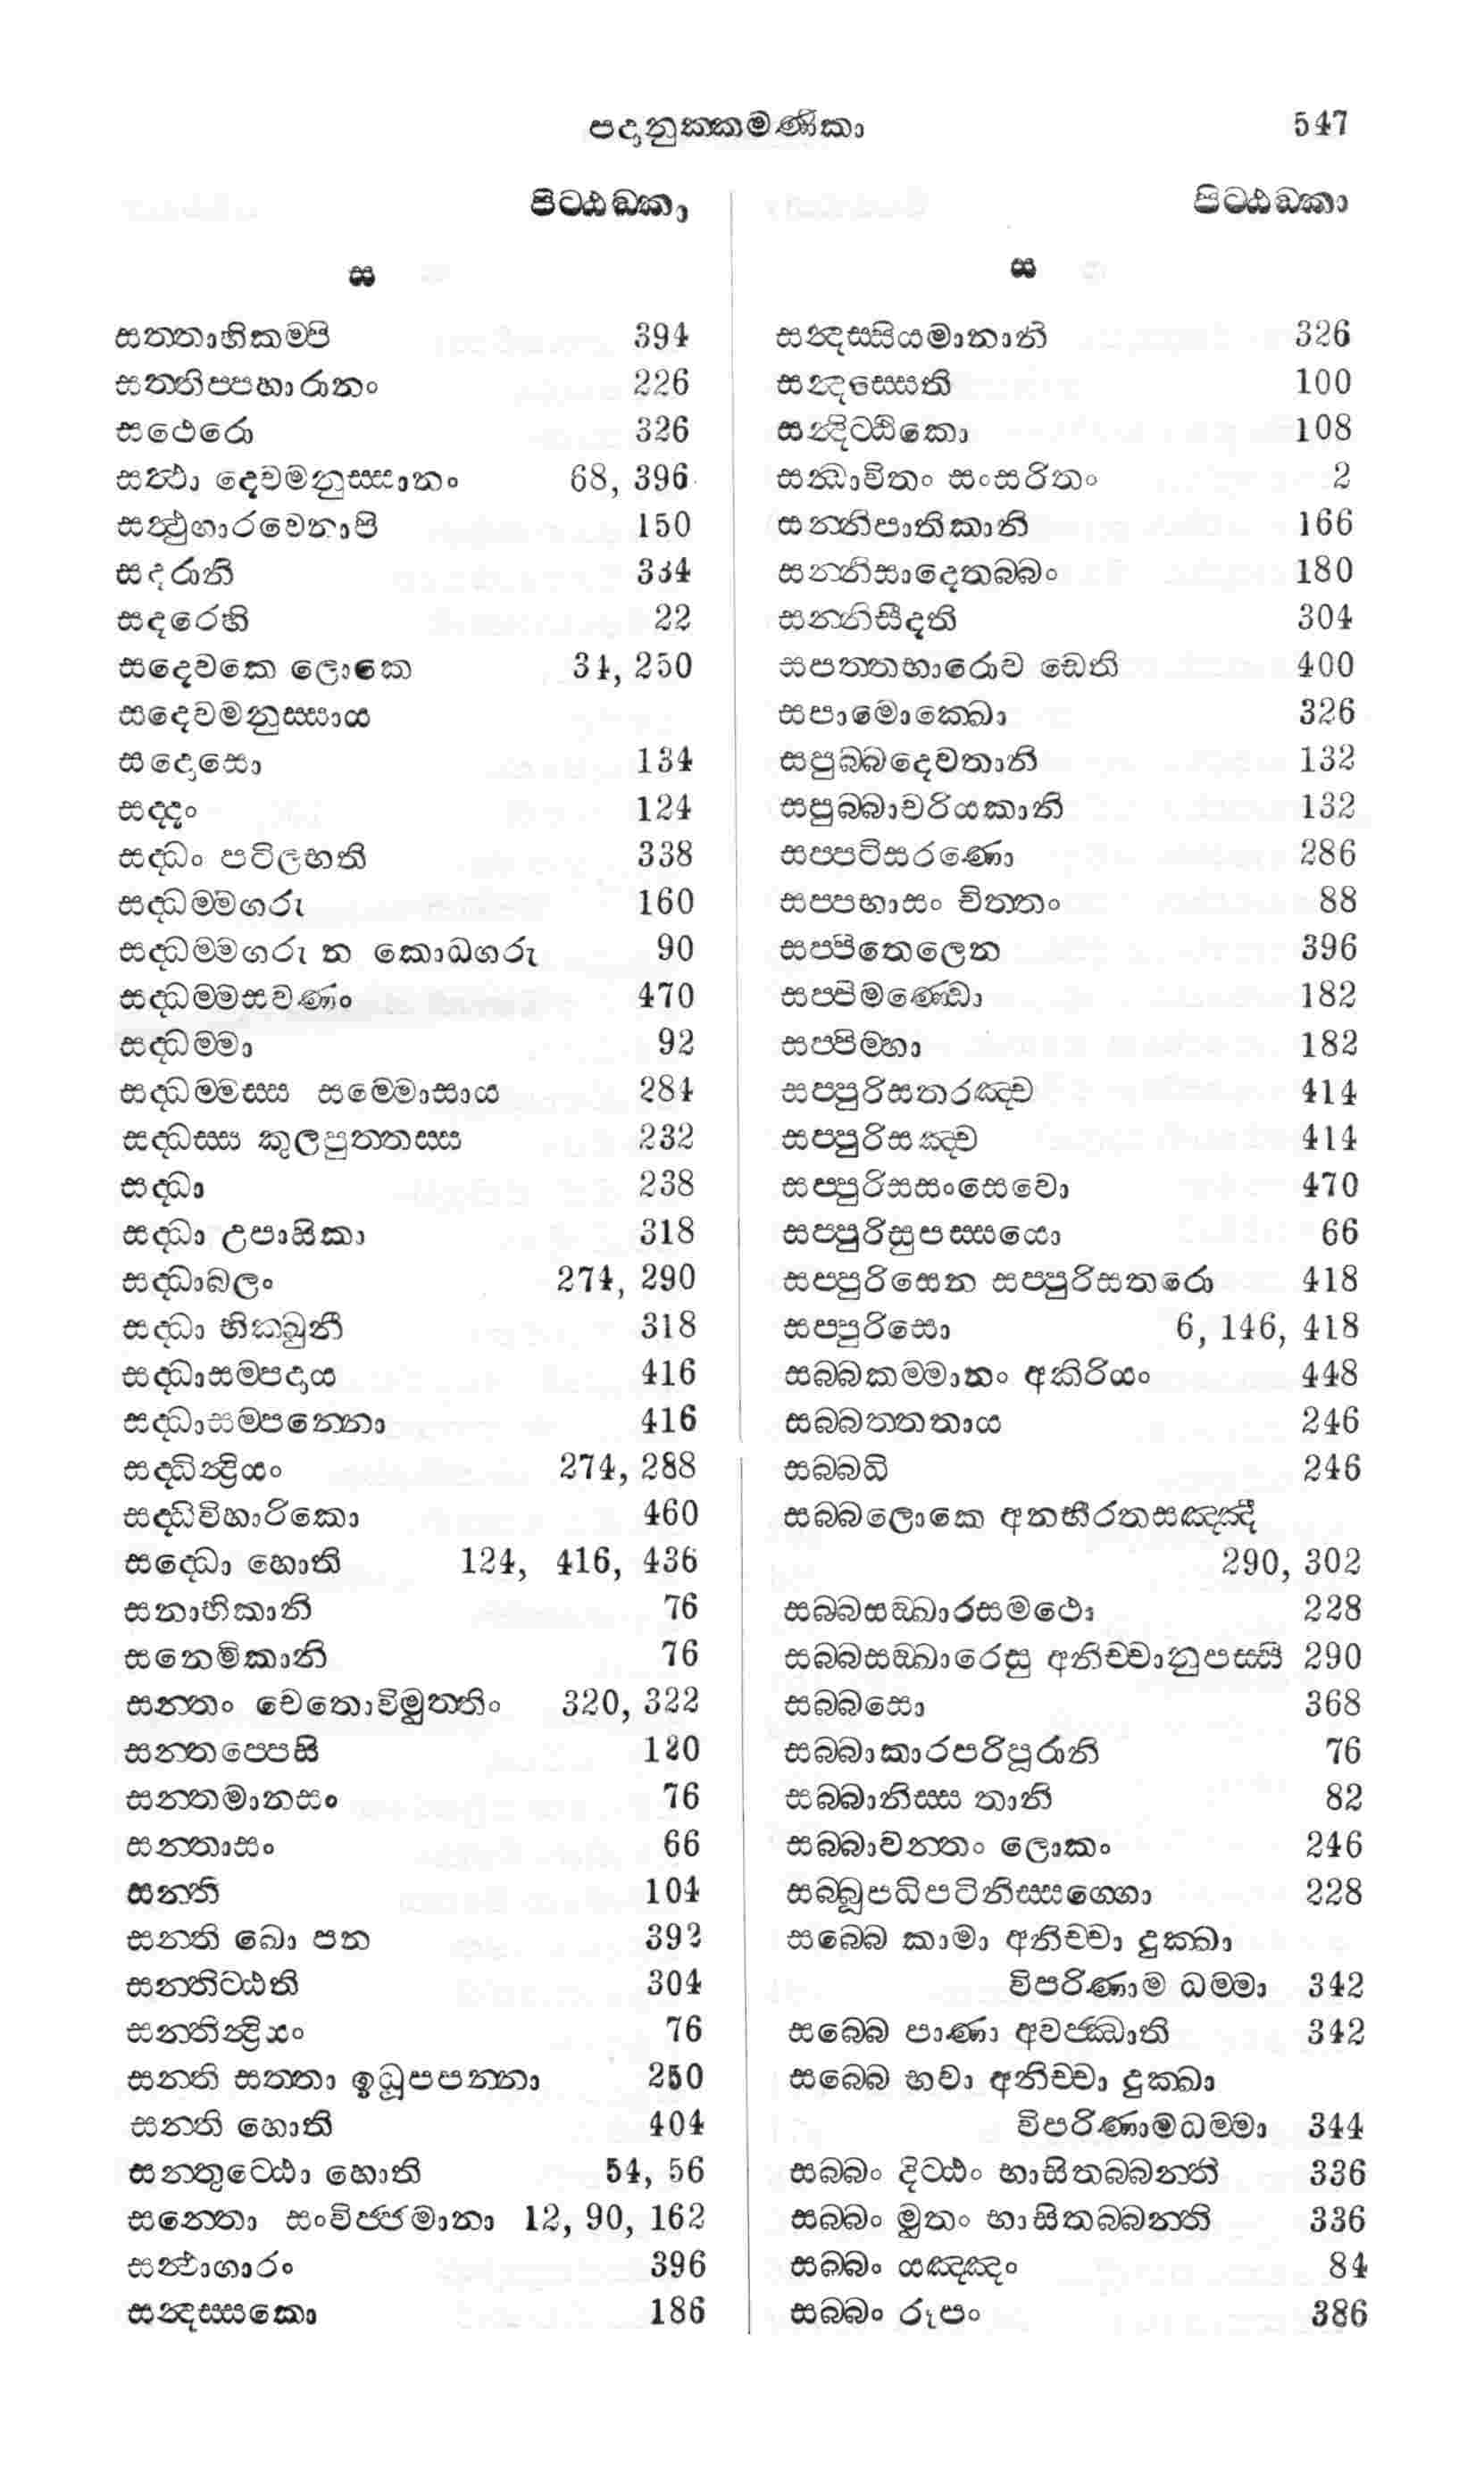 පදානුක්කමණිකා 547
පිට්ඨඞ්කා
ස
සත්තාහිකම්පි 394
සත්තිප්පහාරානං 226
සථෙරො 326
සත්ථා දෙවමනුස්සානං 68, 396
සත්ථුගාරවෙනාපි 150
සදරානි 334
සදරෙහි 22
සදෙවකෙ ලොකෙ 34, 250
සදෙවමනුස්සාය
සදොසො 134
සද්දං 124
සද්ධං පටිලභති 338
සද්ධම්මගරු 160
සද්ධම්මගරු න කොධගරු 90
සද්ධම්මසවණං 470
සද්ධම්මා 92
සද්ධම්මස්ස සම්මොසාය 284
සද්ධස්ස කුලපුත්තස්ස 232
සද්ධා 238
සද්ධා උපාසිකා 318
සද්ධාබලං 274, 290
සද්ධා භික්ඛුනී 318
සද්ධාසම්පදාය 416
සද්ධාසම්පන්නො 416
සද්ධින්ද්‍රියං 274, 288
සද්ධිවිහාරිකො 460
සද්ධො හොති 124, 416, 436
සනාභිකානි 76
සනෙමිකානි 76
සන්තං චෙතොවිමුත්තිං 320, 322
සන්තප්පෙසි 120
සන්තමානසං 76
සන්තාසං 66
සන්ති 104
සන්ති ඛො පන 392
සන්තිට්ඨති 304
සන්තින්ද්‍රියං 76
සන්ති සත්තා ඉධූපපන්නා 250
සන්ති හොති 404
සන්තුට්ඨො හොති 54, 56
සන්තො සංවිජ්ජමානා 12, 90, 162
සන්ථාගාරං 396
සන්දස්සකො 186
පිට්ඨඞ්කා
ස
සන්දස්සියමානානි 326
සන්දස්සෙති 100
සන්දිට්ඨිකො 108
සන්ධාවිතං සංසරිතං 2
සන්නිපාතිකානි 166
සන්නිසාදෙතබ්බං 180
සන්නිසීදති 304
සපත්තභාරොව ඩෙති 400
සපාමොක්ඛො 326
සපුබ්බදෙවතානි 132
සපුබ්බාචරියකානි 132
සප්පටිසරණො 286
සප්පභාසං චිත්තං 88
සප්පිතෙලෙන 396
සප්පිමණ්ඩො 182
සප්පිම්හා 182
සප්පුරිසතරඤ්ච 414
සප්පුරිසඤ්ච 414
සප්පුරිසසංසෙවො 470
සප්පුරිසුපස්සයො 66
සප්පුරිසෙන සප්පුරිසතරො 418
සප්පුරිසො 6, 146, 418
සබ්බකම්මානං අකිරියං 448
සබ්බත්තතාය 246
සබ්බධි 246
සබ්බලොකෙ අනභිරතසඤ්ඤී
290, 302
සබ්බසඞ්ඛාරසමථො 228
සබ්බසඞ්ඛාරෙසු අනිච්චානුපස්සී 290
සබ්බසො 368
සබ්බාකාරපරිපූරානි 76
සබ්බානිස්ස තානි 82
සබ්බාවන්තං ලොකං 246
සබ්බූපධිපටිනිස්සග්ගො 228
සබ්බෙ කාමා අනිච්චා දුක්ඛා
විපරිණාම ධම්මා 342
සබ්බෙ පාණා අවජ්ඣාති 342
සබ්බෙ භවා අනිච්චා දුක්ඛා
විපරිණාමධම්මා 344
සබ්බං දිට්ඨං භාසිතබ්බන්ති 336
සබ්බං මුතං භාසිතබ්බන්ති 336
සබ්බං යඤ්ඤං 84
සබ්බං රූපං 386